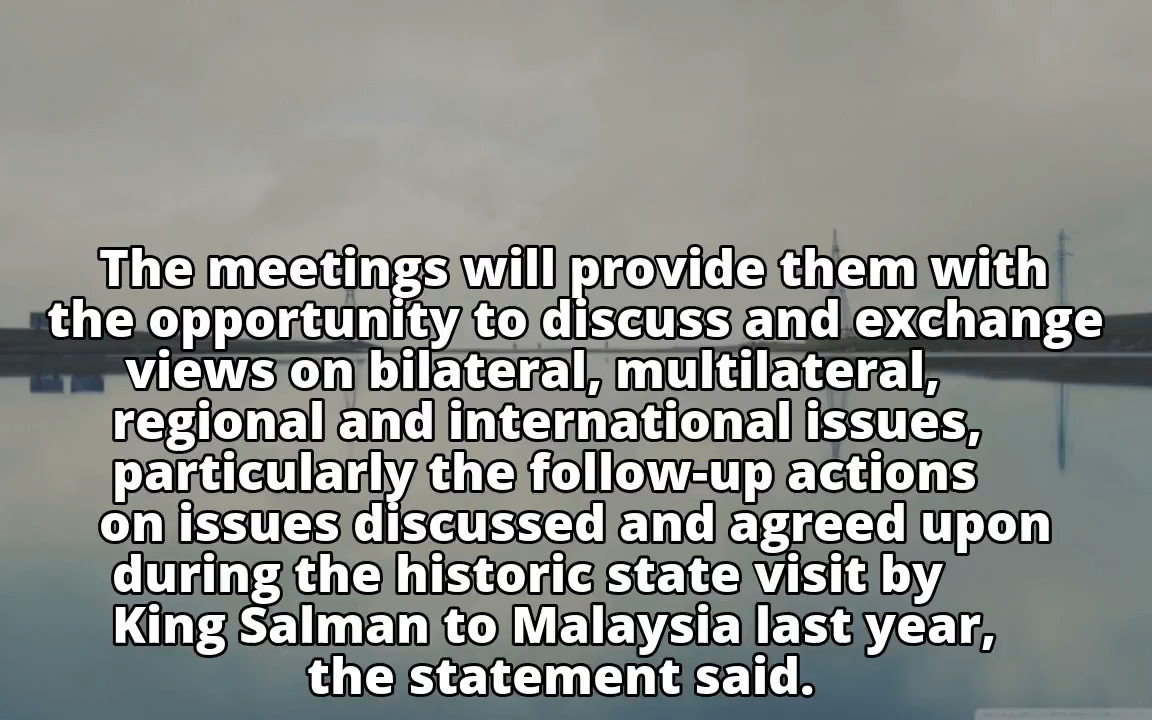 The meetings will provide them with
the opportunity to discuss and exchange
views on bilateral, multilateral,
regional and international issues,
particularly the follow-up actions
on issues discussed and agreed upon
during the historic state visit by
King Salman to Malaysia last year,
the statement said.